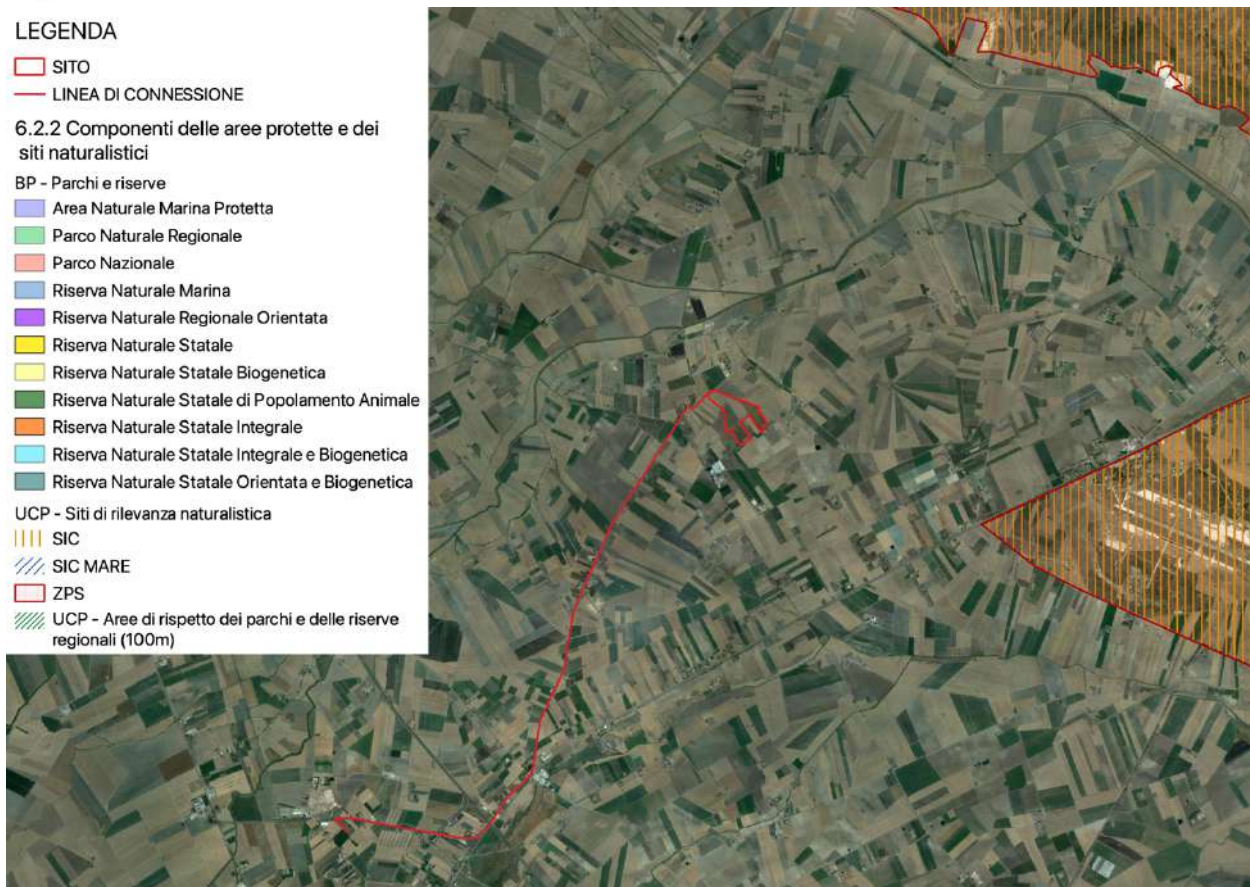 LEGENDA
SITO
LINEA DI CONNESSIONE
6.2.2 Componenti delle aree protette e dei
siti naturalistici
BP - Parchi e riserve
Area Naturale Marina Protetta
Parco Naturale Regionale
Parco Nazionale
Riserva Naturale Marina
Riserva Naturale Regionale Orientata
Riserva Naturale Statale
Riserva Naturale Statale Biogenetica
Riserva Naturale Statale di Popolamento Animale
Riserva Naturale Statale Integrale
Riserva Naturale Statale Integrale e Biogenetica
Riserva Naturale Statale Orientata e Biogenetica
UCP - Siti di rilevanza naturalistica
SIC
SIC MARE
ZPS
UCP - Aree di rispetto dei parchi e delle riserve
regionali (100m)